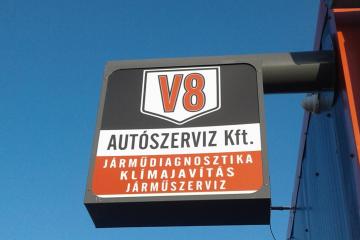 V8
AUTÓSZERVIZ Kft.
JÁRMŰDIAGNOSZTIKA
KLÍMAJAVÍTÁS
JÁRMŰSZERVIZ